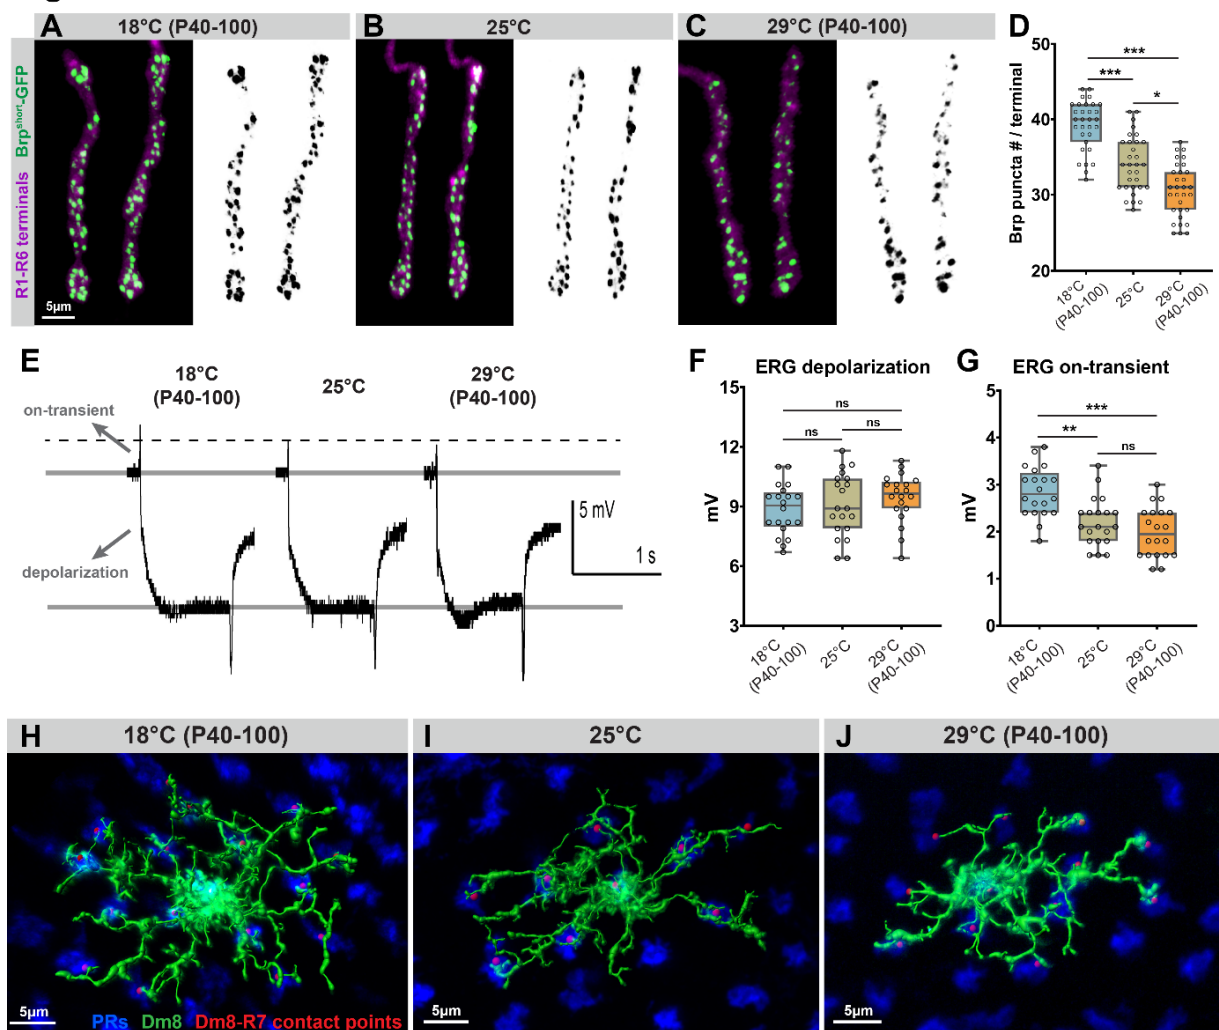 A 18°C (P40-100) B 25°C C 29°C (P40-100) D
R1-R6 terminals Brpshort-GFP
5µm
Brp puncta # / terminal
50
40
30
20
***
***
*
18°C (P40-100)
25°C
29°C (P40-100)
E
18°C (P40-100)
25°C
29°C (P40-100)
on-transient
depolarization
5 mV
1 s
F ERG depolarization
mV
15
12
9
6
3
ns
ns
ns
18°C (P40-100)
25°C
29°C (P40-100)
G ERG on-transient
mV
5
4
3
2
1
0
***
**
ns
18°C (P40-100)
25°C
29°C (P40-100)
H 18°C (P40-100) I 25°C J 29°C (P40-100)
5µm PRs Dm8 Dm8-R7 contact points
5µm
5µm